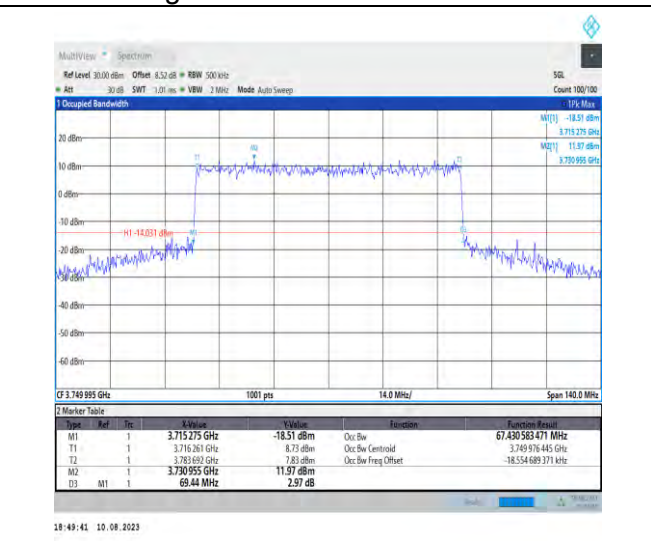 MultiView Spectrum
Ref Level 30.00 dBm Offset 8.52 dB RBW 500 kHz SGL
Att 30 dB SWT 1.01 ms VBW 2 MHz Mode Auto Sweep Count 100/100
1 Occupied Bandwidth 1Pk Max
M1[1] -18.51 dBm
3.715 275 GHz
M2[1] 11.97 dBm
3.730 955 GHz
20 dBm
M2
T1 T2
10 dBm
0 dBm
-10 dBm
H1 -14.031 dBm
M1 D3
-20 dBm
-30 dBm
-40 dBm
-50 dBm
-60 dBm
CF 3.749 995 GHz 1001 pts 14.0 MHz/ Span 140.0 MHz
2 Marker Table
Type Ref Trc X-Value Y-Value Function Function Result
M1 1 3.715 275 GHz -18.51 dBm Occ Bw 67.430 583 471 MHz
T1 1 3.716 261 GHz 8.73 dBm Occ Bw Centroid 3.749 976 445 GHz
T2 1 3.783 692 GHz 7.83 dBm Occ Bw Freq Offset -18.554 689 371 kHz
M2 1 3.730 955 GHz 11.97 dBm
D3 M1 1 69.44 MHz 2.97 dB
18:49:41 10.08.2023